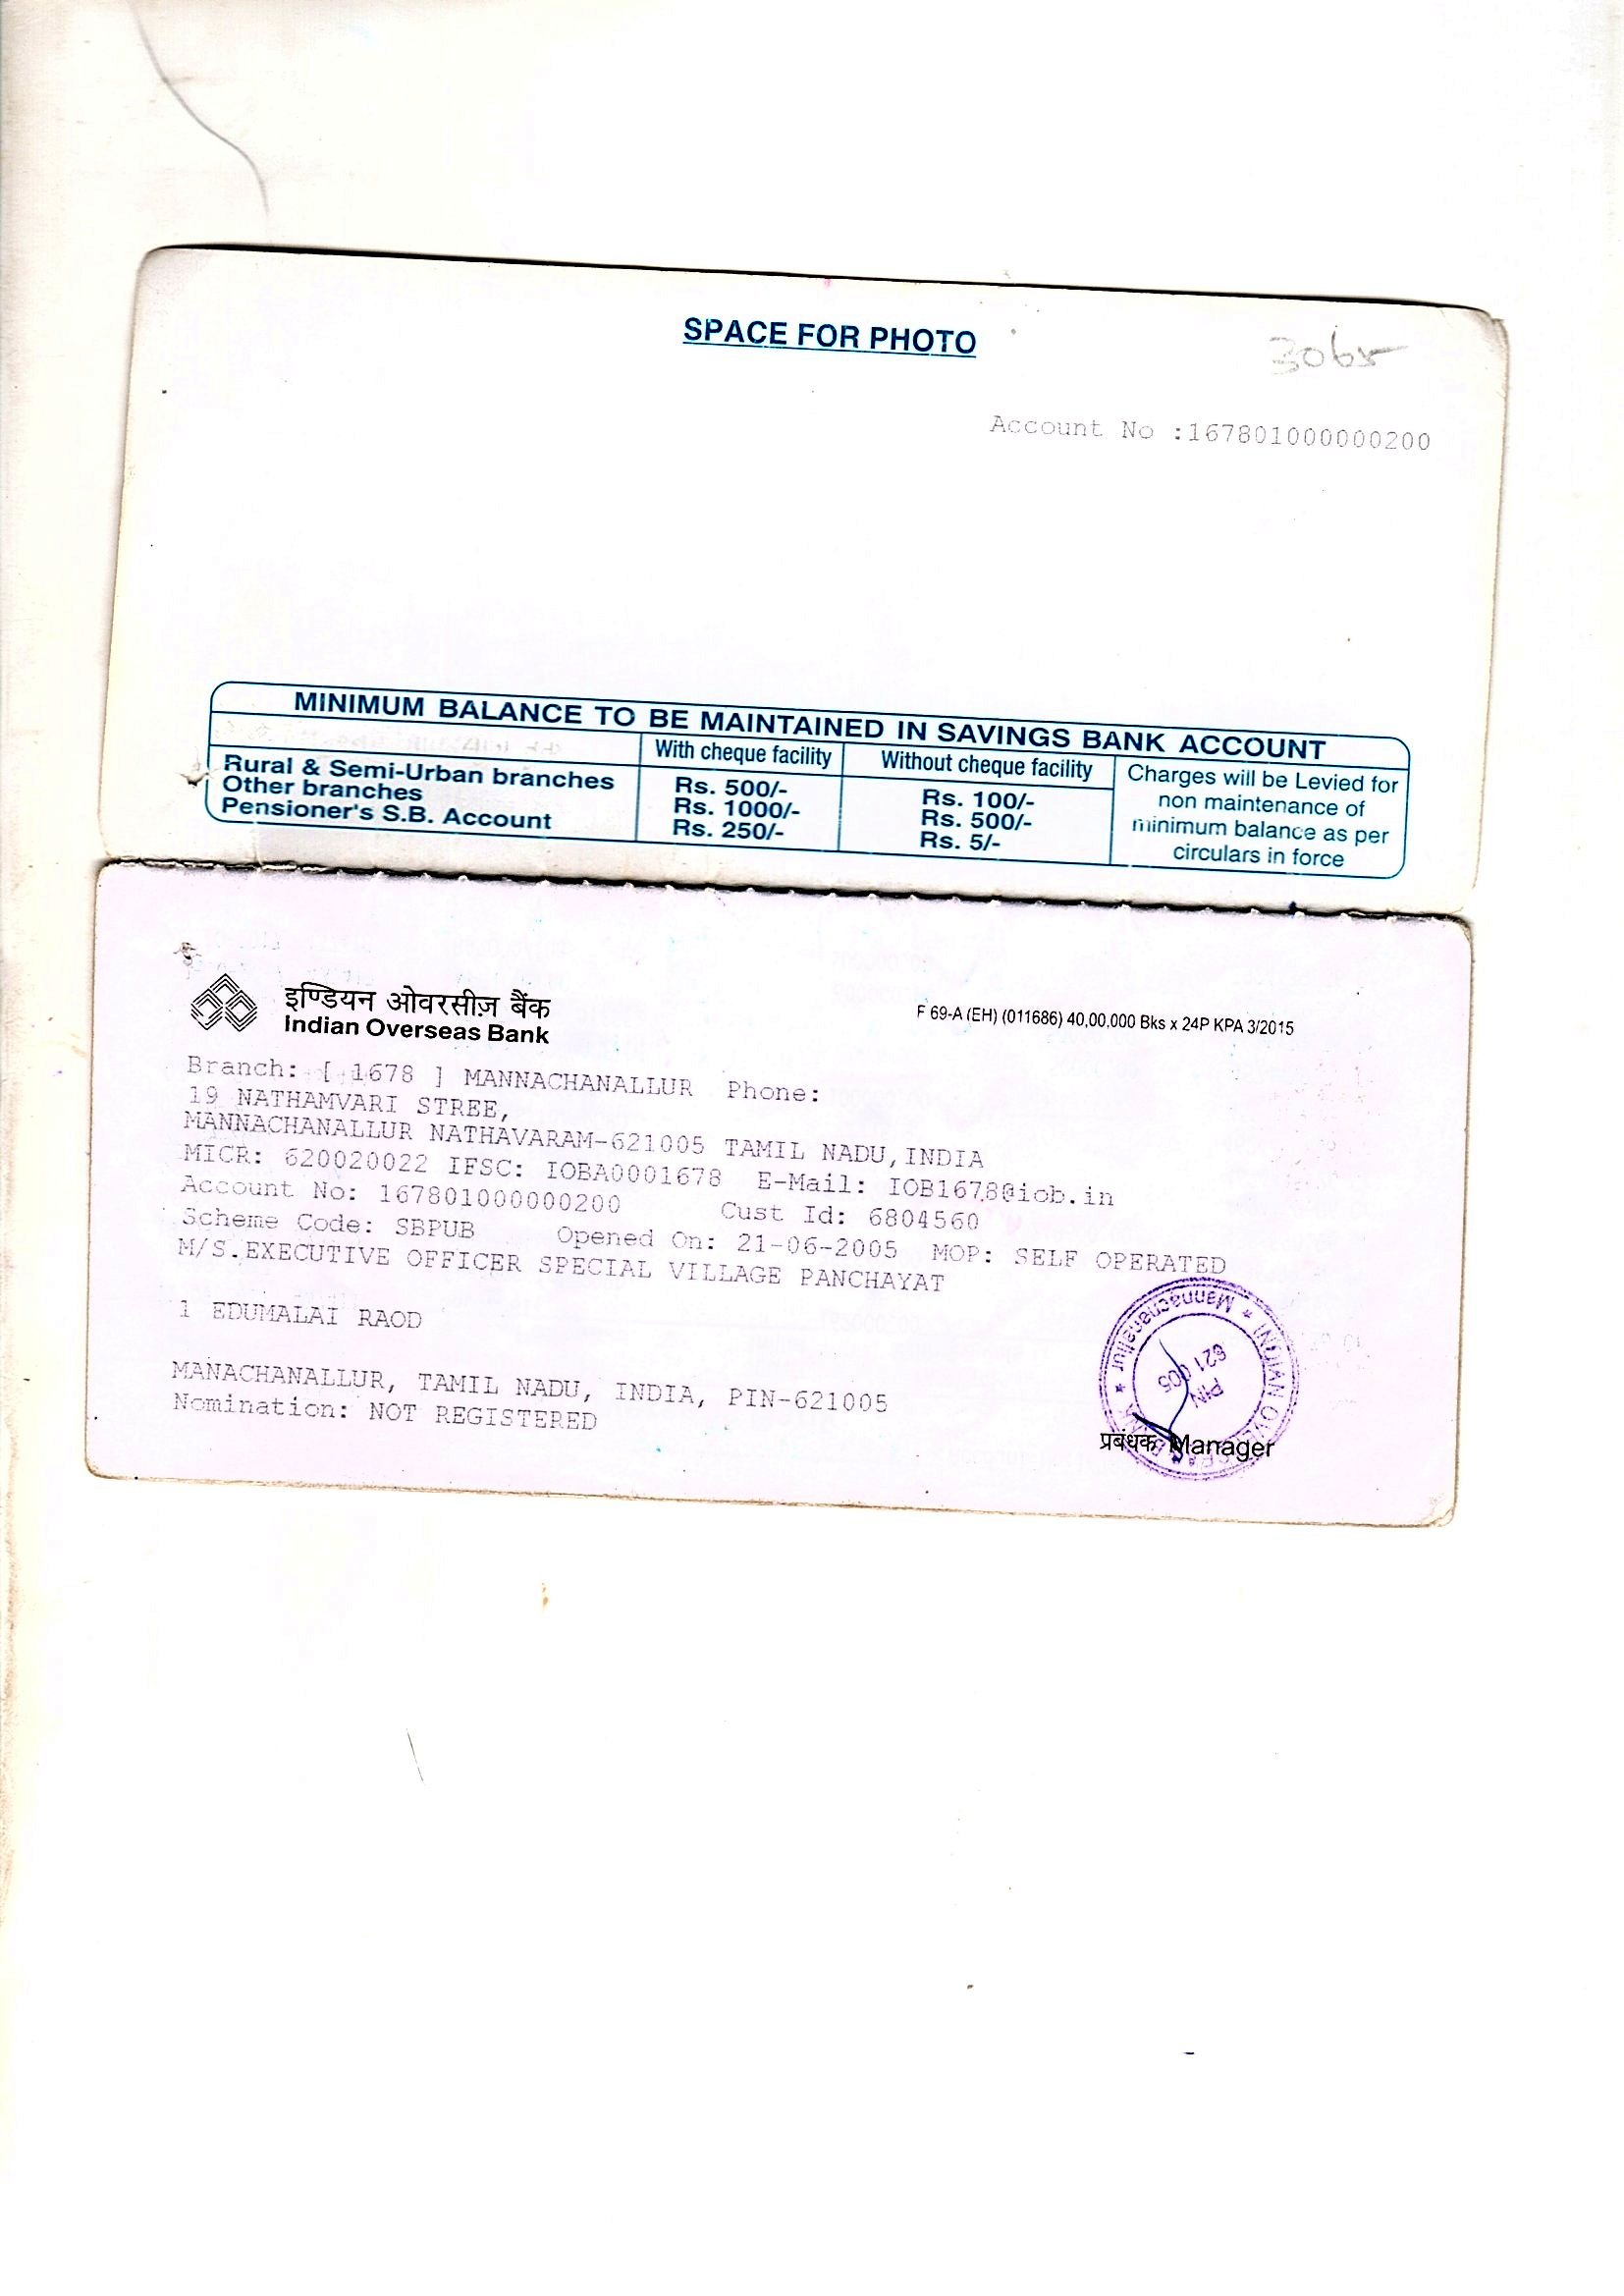 SPACE FOR PHOTO
3065
Account No :167801000000200
MINIMUM BALANCE TO BE MAINTAINED IN SAVINGS BANK ACCOUNT
With cheque facility Without cheque facility Charges will be Levied for
Rural & Semi-Urban branches Rs. 500/- Rs. 100/- non maintenance of
Other branches Rs. 1000/- Rs. 500/- minimum balance as per
Pensioner's S.B. Account Rs. 250/- Rs. 5/- circulars in force
इण्डियन ओवरसीज़ बैंक
Indian Overseas Bank
F 69-A (EH) (011686) 40,00,000 Bks x 24P KPA 3/2015
Branch: [ 1678 ] MANNACHANALLUR Phone:
19 NATHAMVARI STREE,
MANNACHANALLUR NATHAVARAM-621005 TAMIL NADU,INDIA
MICR: 620020022 IFSC: IOBA0001678 E-Mail: IOB1678@iob.in
Account No: 167801000000200 Cust Id: 6804560
Scheme Code: SBPUB Opened On: 21-06-2005 MOP: SELF OPERATED
M/S.EXECUTIVE OFFICER SPECIAL VILLAGE PANCHAYAT
1 EDUMALAI RAOD
MANACHANALLUR, TAMIL NADU, INDIA, PIN-621005
Nomination: NOT REGISTERED
INDIAN OVERSEAS BANK * Mannachanallur *
PIN
621 005
प्रबंधक Manager